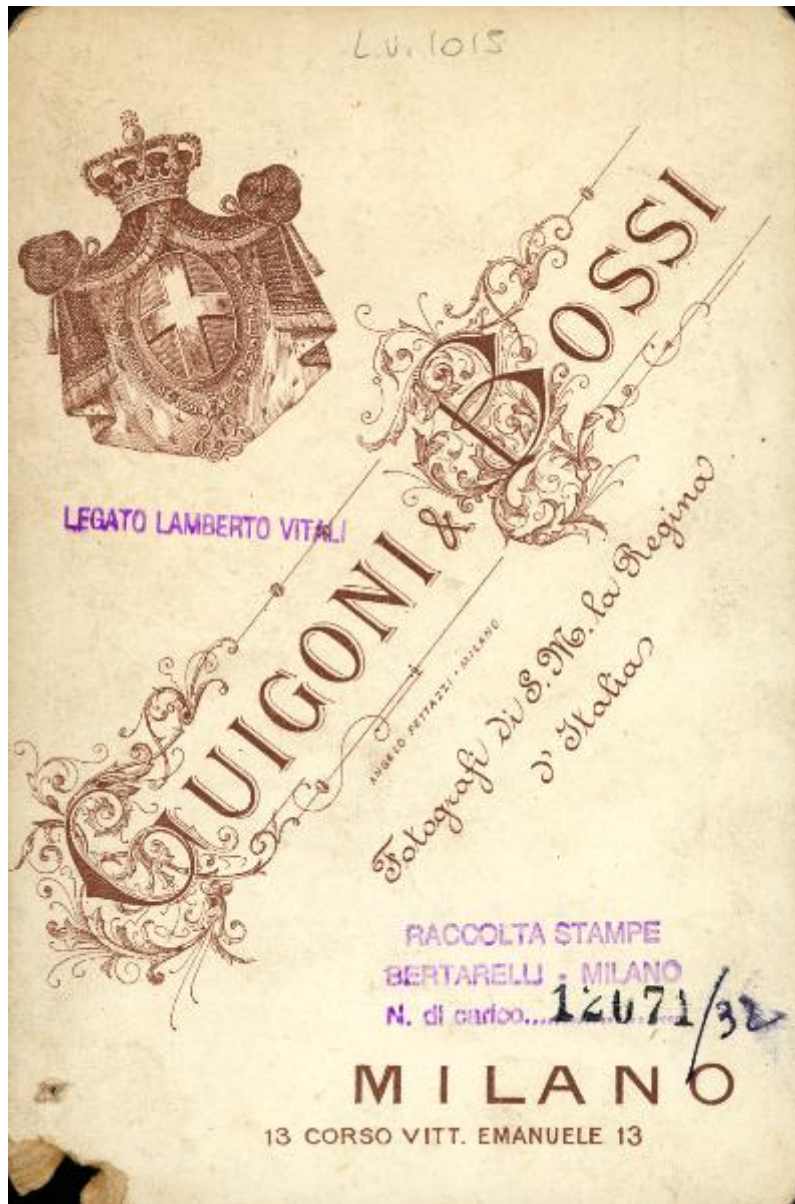 L.V. 1015
LEGATO LAMBERTO VITALI
GUIGONI & BOSSI
ANGELO PETTAZZI - MILANO
Fotografi di S. M. la Regina
d'Italia
RACCOLTA STAMPE
BERTARELLI - MILANO
N. di carico.... 12071/32
MILANO
13 CORSO VITT. EMANUELE 13